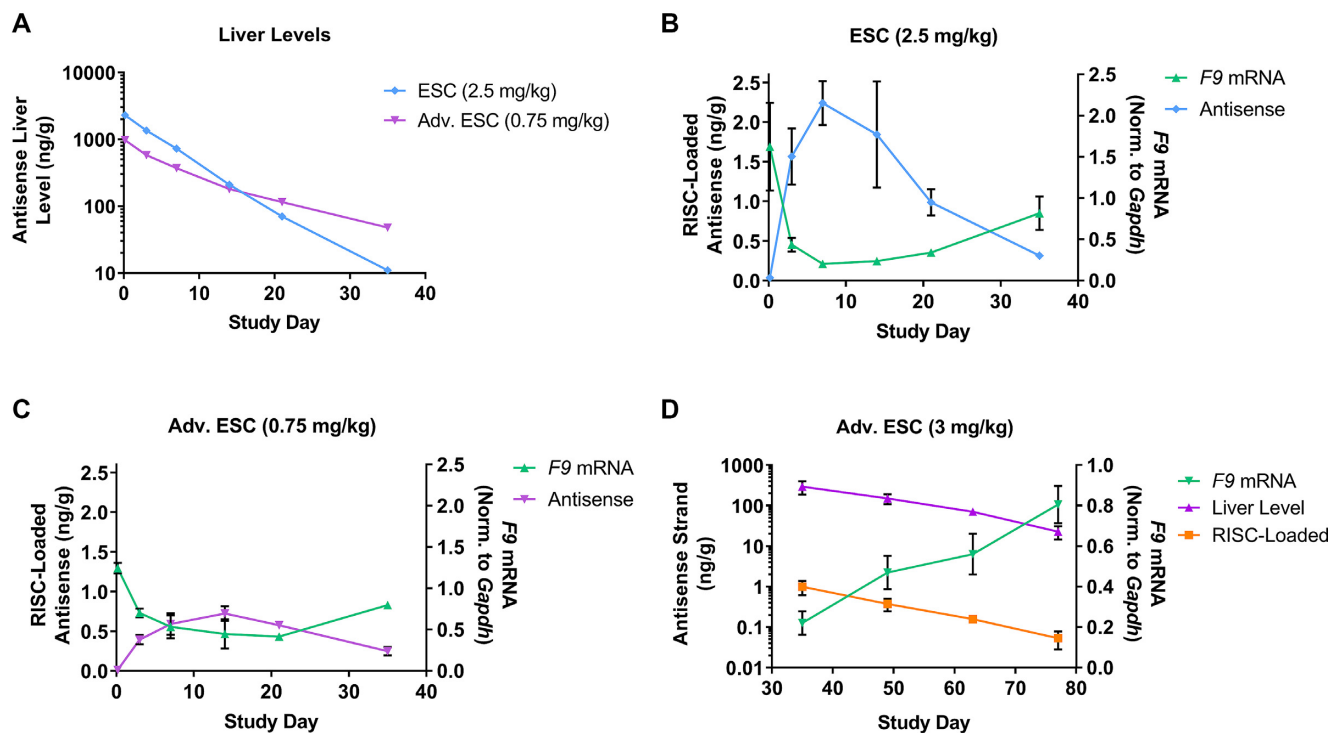 A
Liver Levels
10000
1000
100
10
Antisense Liver
Level (ng/g)
0
10
20
30
40
Study Day
ESC (2.5 mg/kg)
Adv. ESC (0.75 mg/kg)
B
ESC (2.5 mg/kg)
2.5
2.0
1.5
1.0
0.5
0.0
RISC-Loaded
Antisense (ng/g)
0
10
20
30
40
Study Day
2.5
2.0
1.5
1.0
0.5
0.0
F9 mRNA
(Norm. to Gapdh)
F9 mRNA
Antisense
C
Adv. ESC (0.75 mg/kg)
2.5
2.0
1.5
1.0
0.5
0.0
RISC-Loaded
Antisense (ng/g)
0
10
20
30
40
Study Day
2.5
2.0
1.5
1.0
0.5
0.0
F9 mRNA
(Norm. to Gapdh)
F9 mRNA
Antisense
D
Adv. ESC (3 mg/kg)
1000
100
10
1
0.1
0.01
Antisense Strand
(ng/g)
30
40
50
60
70
80
Study Day
1.0
0.8
0.6
0.4
0.2
0.0
F9 mRNA
(Norm. to Gapdh)
F9 mRNA
Liver Level
RISC-Loaded